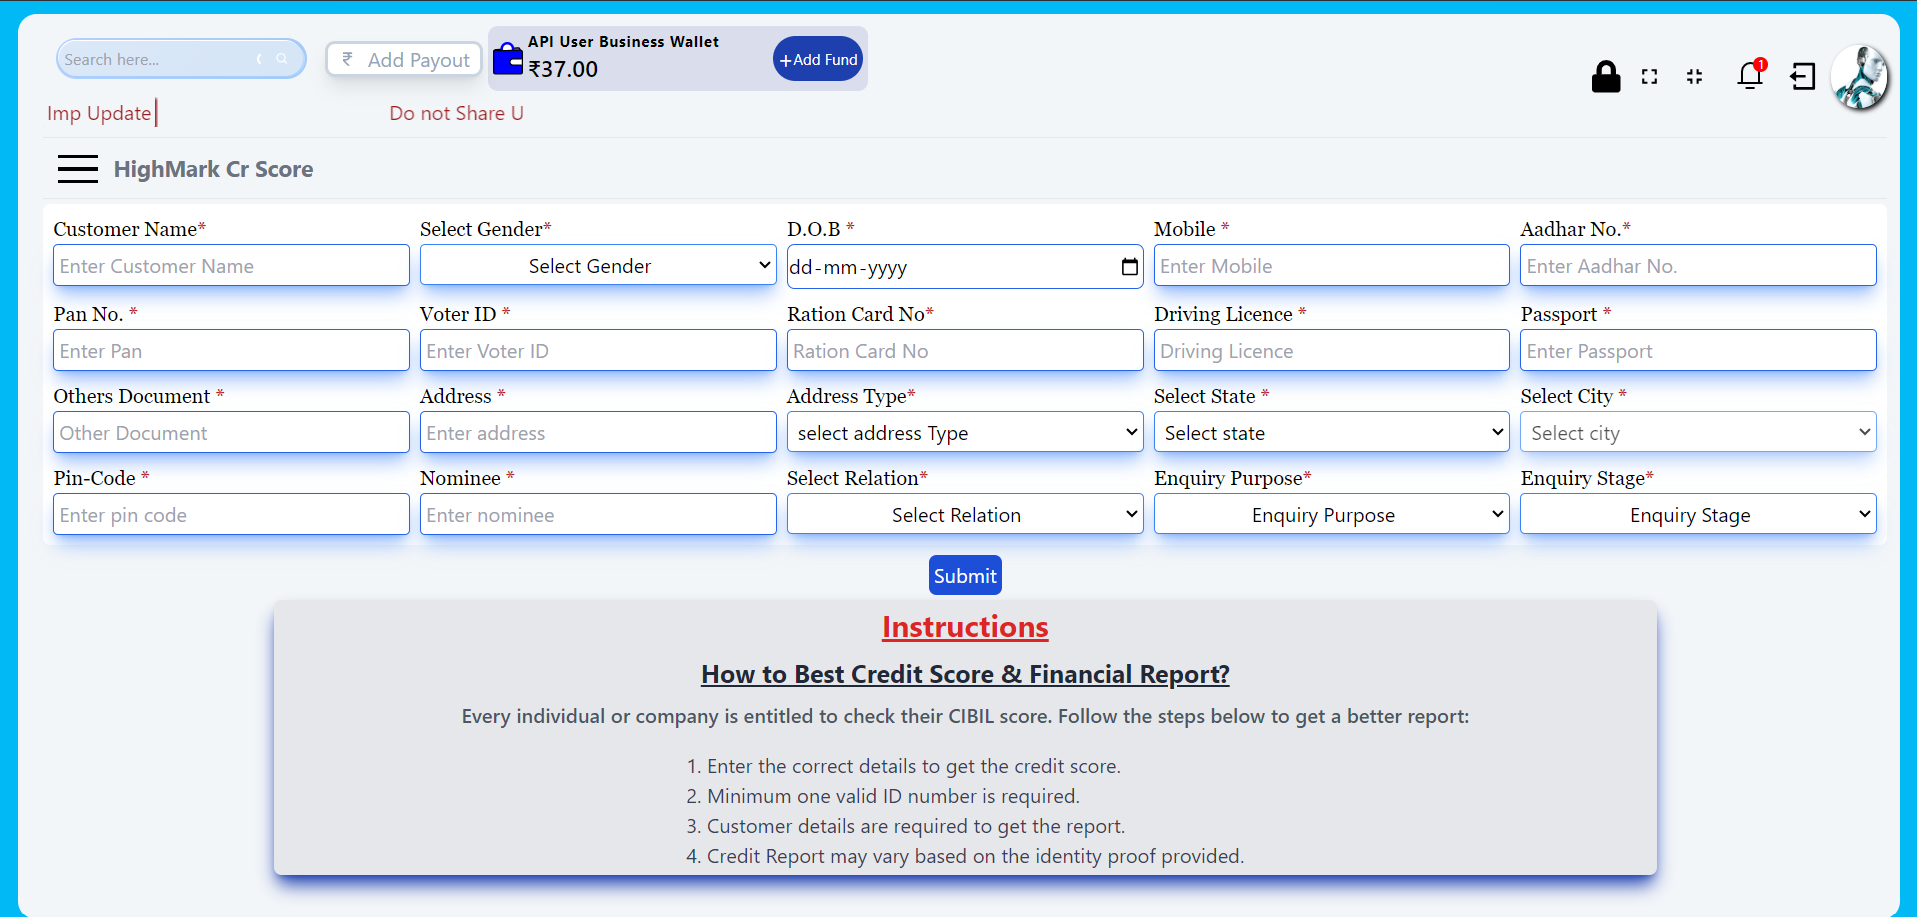 Search here...
₹ Add Payout
API User Business Wallet
₹37.00
+Add Fund
1
Imp Update
Do not Share U
HighMark Cr Score
Customer Name* Select Gender* D.O.B * Mobile * Aadhar No.*
Enter Customer Name Select Gender dd-mm-yyyy Enter Mobile Enter Aadhar No.
Pan No. * Voter ID * Ration Card No* Driving Licence * Passport *
Enter Pan Enter Voter ID Ration Card No Driving Licence Enter Passport
Others Document * Address * Address Type* Select State * Select City *
Other Document Enter address select address Type Select state Select city
Pin-Code * Nominee * Select Relation* Enquiry Purpose* Enquiry Stage*
Enter pin code Enter nominee Select Relation Enquiry Purpose Enquiry Stage
Submit
Instructions
How to Best Credit Score & Financial Report?
Every individual or company is entitled to check their CIBIL score. Follow the steps below to get a better report:
1. Enter the correct details to get the credit score.
2. Minimum one valid ID number is required.
3. Customer details are required to get the report.
4. Credit Report may vary based on the identity proof provided.